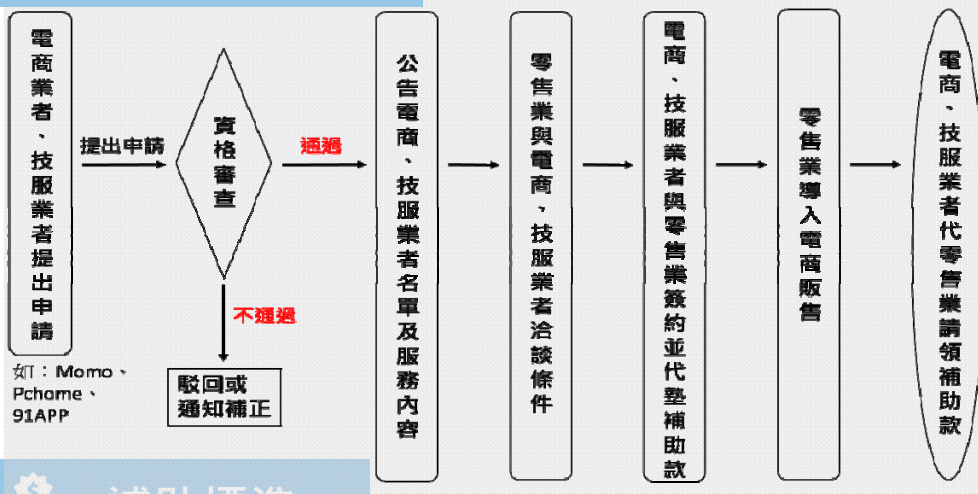 電商業者、技服業者提出申請
如：Momo、
Pchome、
91APP
提出申請
資格審查
通過
不通過
駁回或
通知補正
公告電商、技服業者名單及服務內容
零售業與電商、技服業者洽談條件
電商、技服業者與零售業簽約並代墊補助款
零售業導入電商販售
電商、技服業者代零售業請領補助款